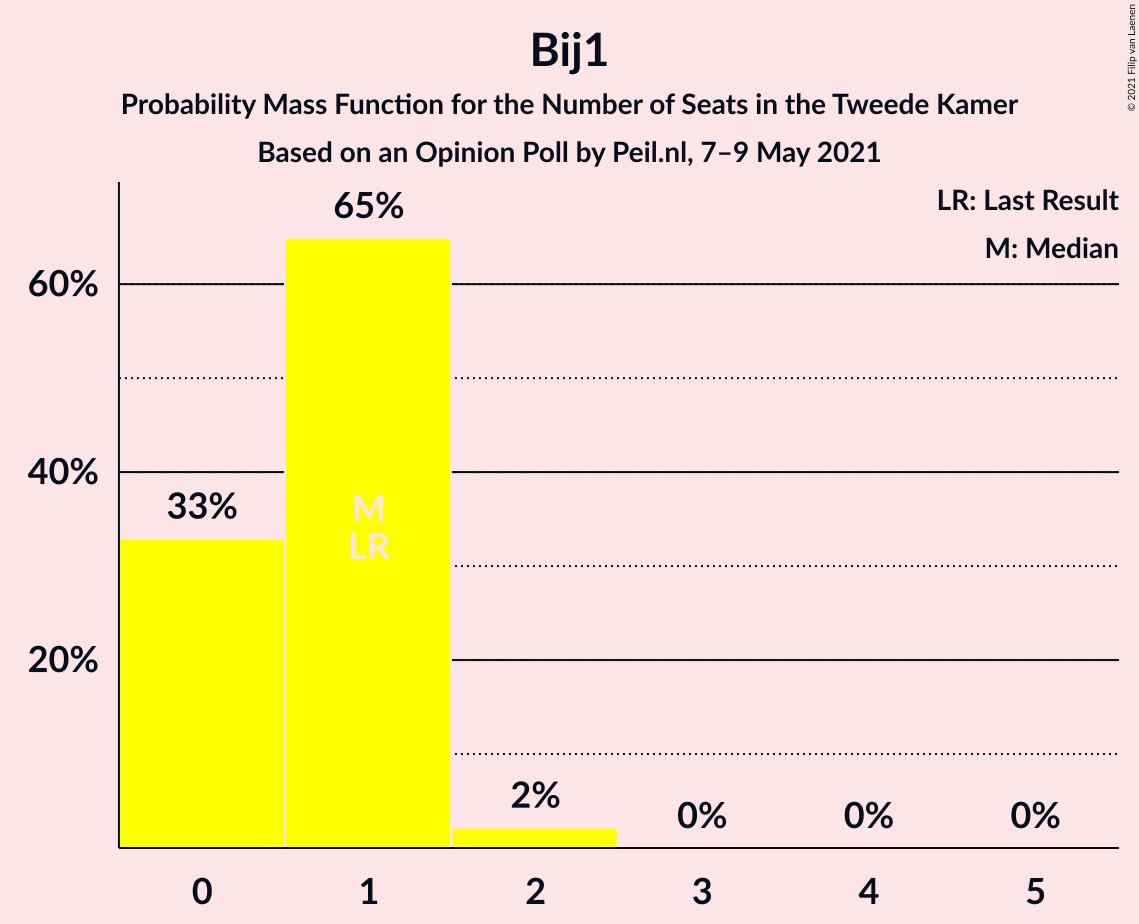 Bij1
Probability Mass Function for the Number of Seats in the Tweede Kamer
Based on an Opinion Poll by Peil.nl, 7–9 May 2021
© 2021 Filip van Laenen
LR: Last Result
M: Median
65%
60%
40%
33%
M
LR
20%
2%
0%
0%
0%
0
1
2
3
4
5